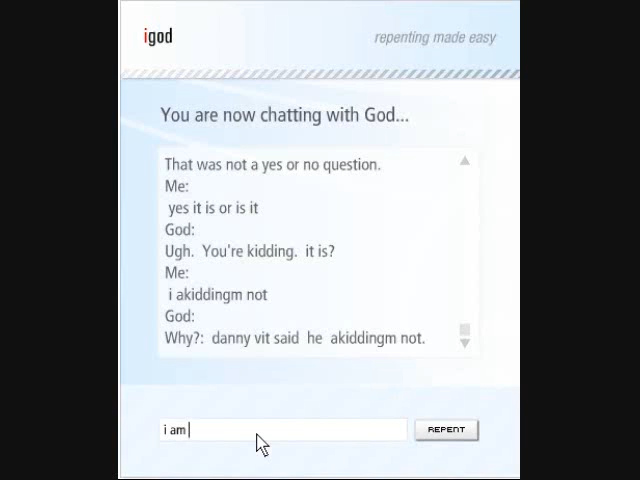 igod
repenting made easy
You are now chatting with God...
That was not a yes or no question.
Me:
yes it is or is it
God:
Ugh. You're kidding. it is?
Me:
i akiddingm not
God:
Why?: danny vit said he akiddingm not.
i am
REPENT